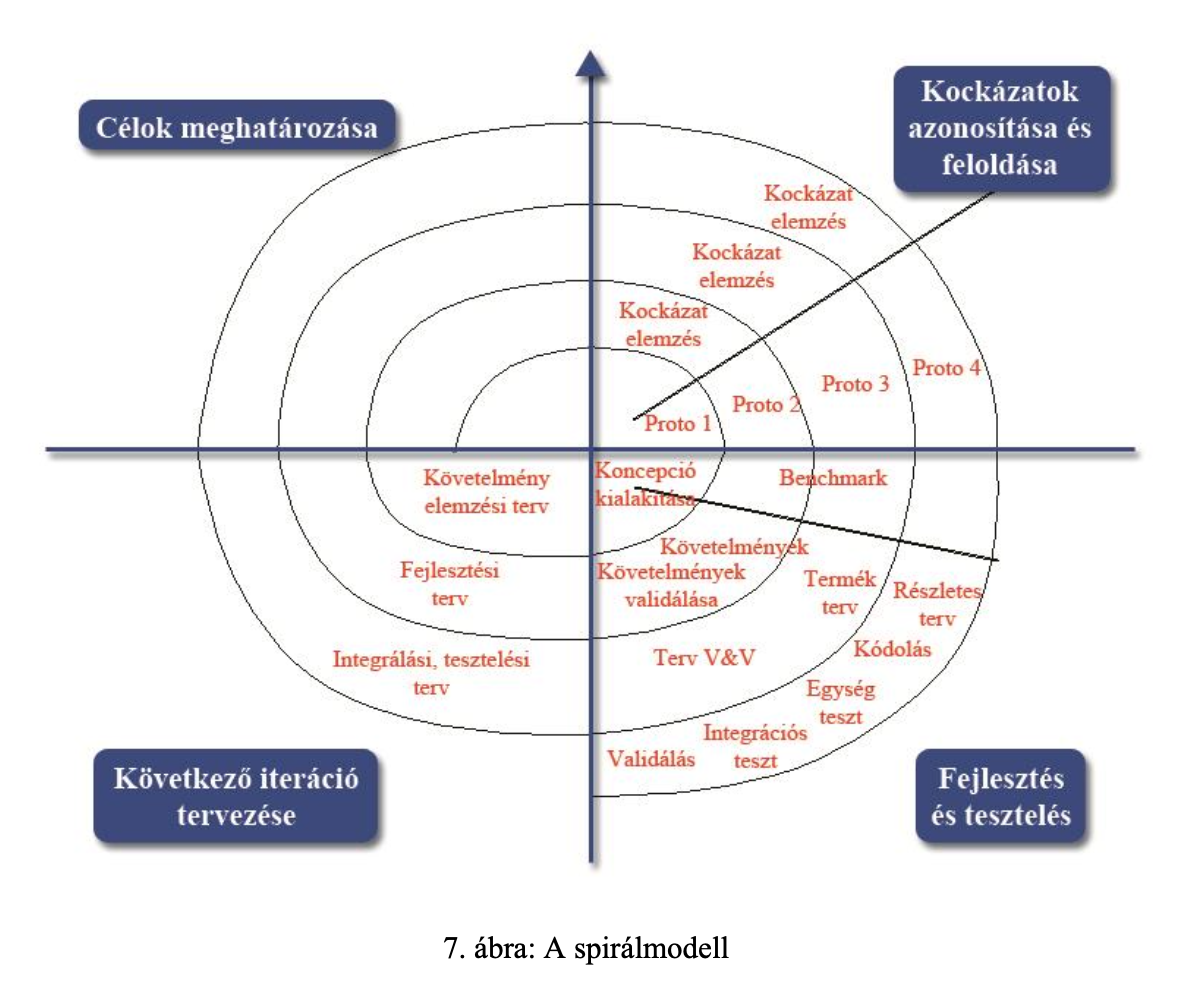 Célok meghatározása
Kockázatok
azonosítása és
feloldása
Kockázat
elemzés
Kockázat
elemzés
Kockázat
elemzés
Proto 1
Proto 2
Proto 3
Proto 4
Követelmény
elemzési terv
Koncepció
kialakítása
Benchmark
Fejlesztési
terv
Követelmények
Követelmények
validálása
Termék
terv
Részletes
terv
Integrálási, tesztelési
terv
Terv V&V
Kódolás
Egység
teszt
Integrációs
teszt
Validálás
Következő iteráció
tervezése
Fejlesztés
és tesztelés
7. ábra: A spirálmodell